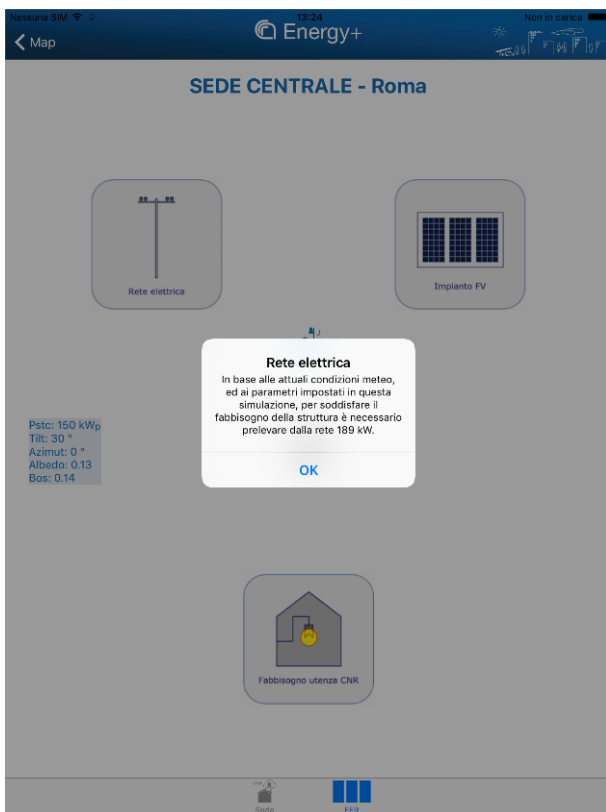 Nessuna SIM
13:24
Non in carica
Map
Energy+
SEDE CENTRALE - Roma
Rete elettrica
Impianto FV
Rete elettrica
In base alle attuali condizioni meteo,
ed ai parametri impostati in questa
simulazione, per soddisfare il
fabbisogno della struttura è necessario
prelevare dalla rete 189 kW.
OK
Pstc: 150 kWp
Tilt: 30 °
Azimut: 0 °
Albedo: 0.13
Bos: 0.14
Fabbisogno utenza CNR
Sede
FER